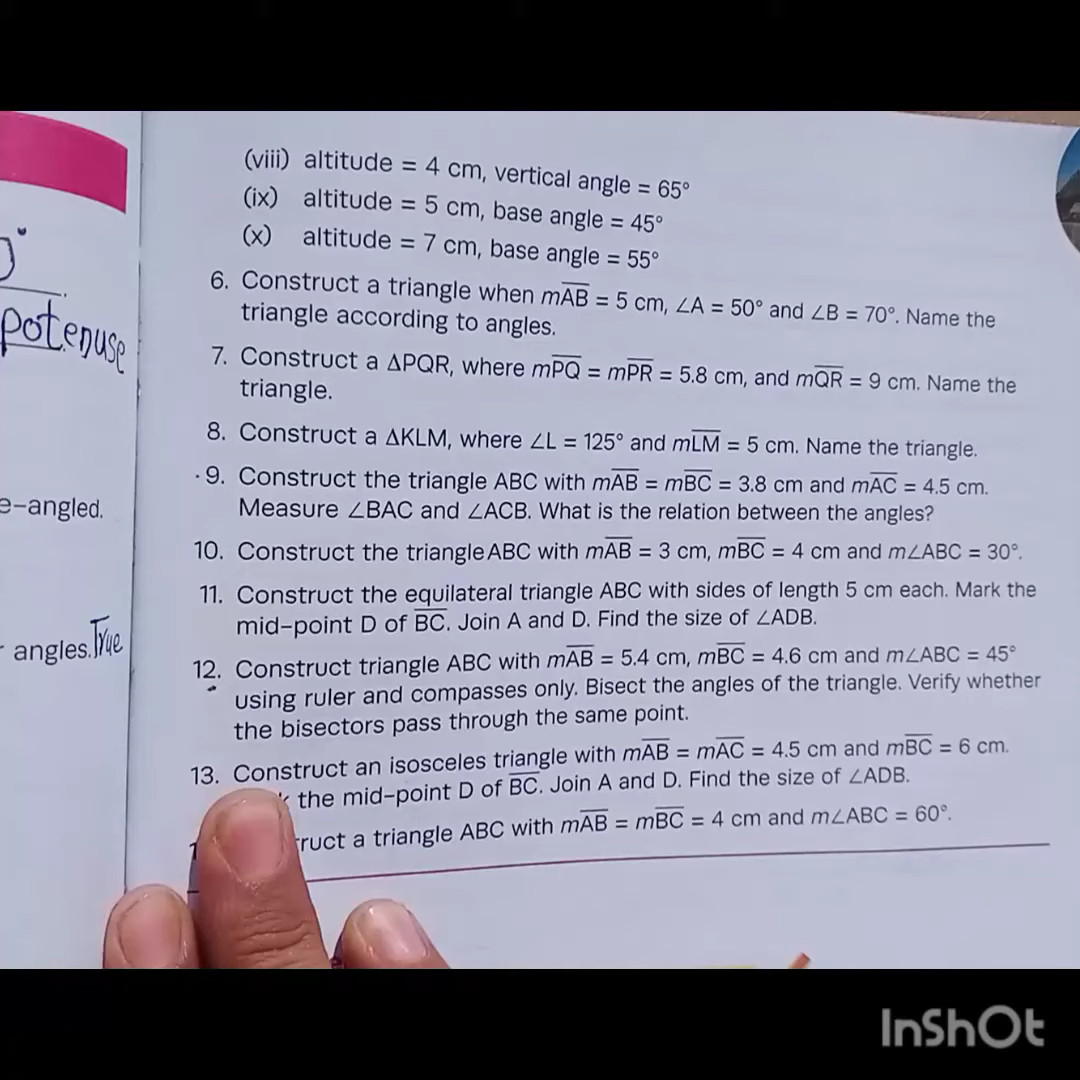 (viii) altitude = 4 cm, vertical angle = 65°
(ix) altitude = 5 cm, base angle = 45°
(x) altitude = 7 cm, base angle = 55°
6. Construct a triangle when mAB = 5 cm, ∠A = 50° and ∠B = 70°. Name the
triangle according to angles.
potenuse
7. Construct a ΔPQR, where mPQ = mPR = 5.8 cm, and mQR = 9 cm. Name the
triangle.
8. Construct a ΔKLM, where ∠L = 125° and mLM = 5 cm. Name the triangle.
9. Construct the triangle ABC with mAB = mBC = 3.8 cm and mAC = 4.5 cm.
Measure ∠BAC and ∠ACB. What is the relation between the angles?
e-angled.
10. Construct the triangle ABC with mAB = 3 cm, mBC = 4 cm and m∠ABC = 30°.
11. Construct the equilateral triangle ABC with sides of length 5 cm each. Mark the
mid-point D of BC. Join A and D. Find the size of ∠ADB.
angles. True
12. Construct triangle ABC with mAB = 5.4 cm, mBC = 4.6 cm and m∠ABC = 45°
using ruler and compasses only. Bisect the angles of the triangle. Verify whether
the bisectors pass through the same point.
13. Construct an isosceles triangle with mAB = mAC = 4.5 cm and mBC = 6 cm.
the mid-point D of BC. Join A and D. Find the size of ∠ADB.
ruct a triangle ABC with mAB = mBC = 4 cm and m∠ABC = 60°.
InShOt